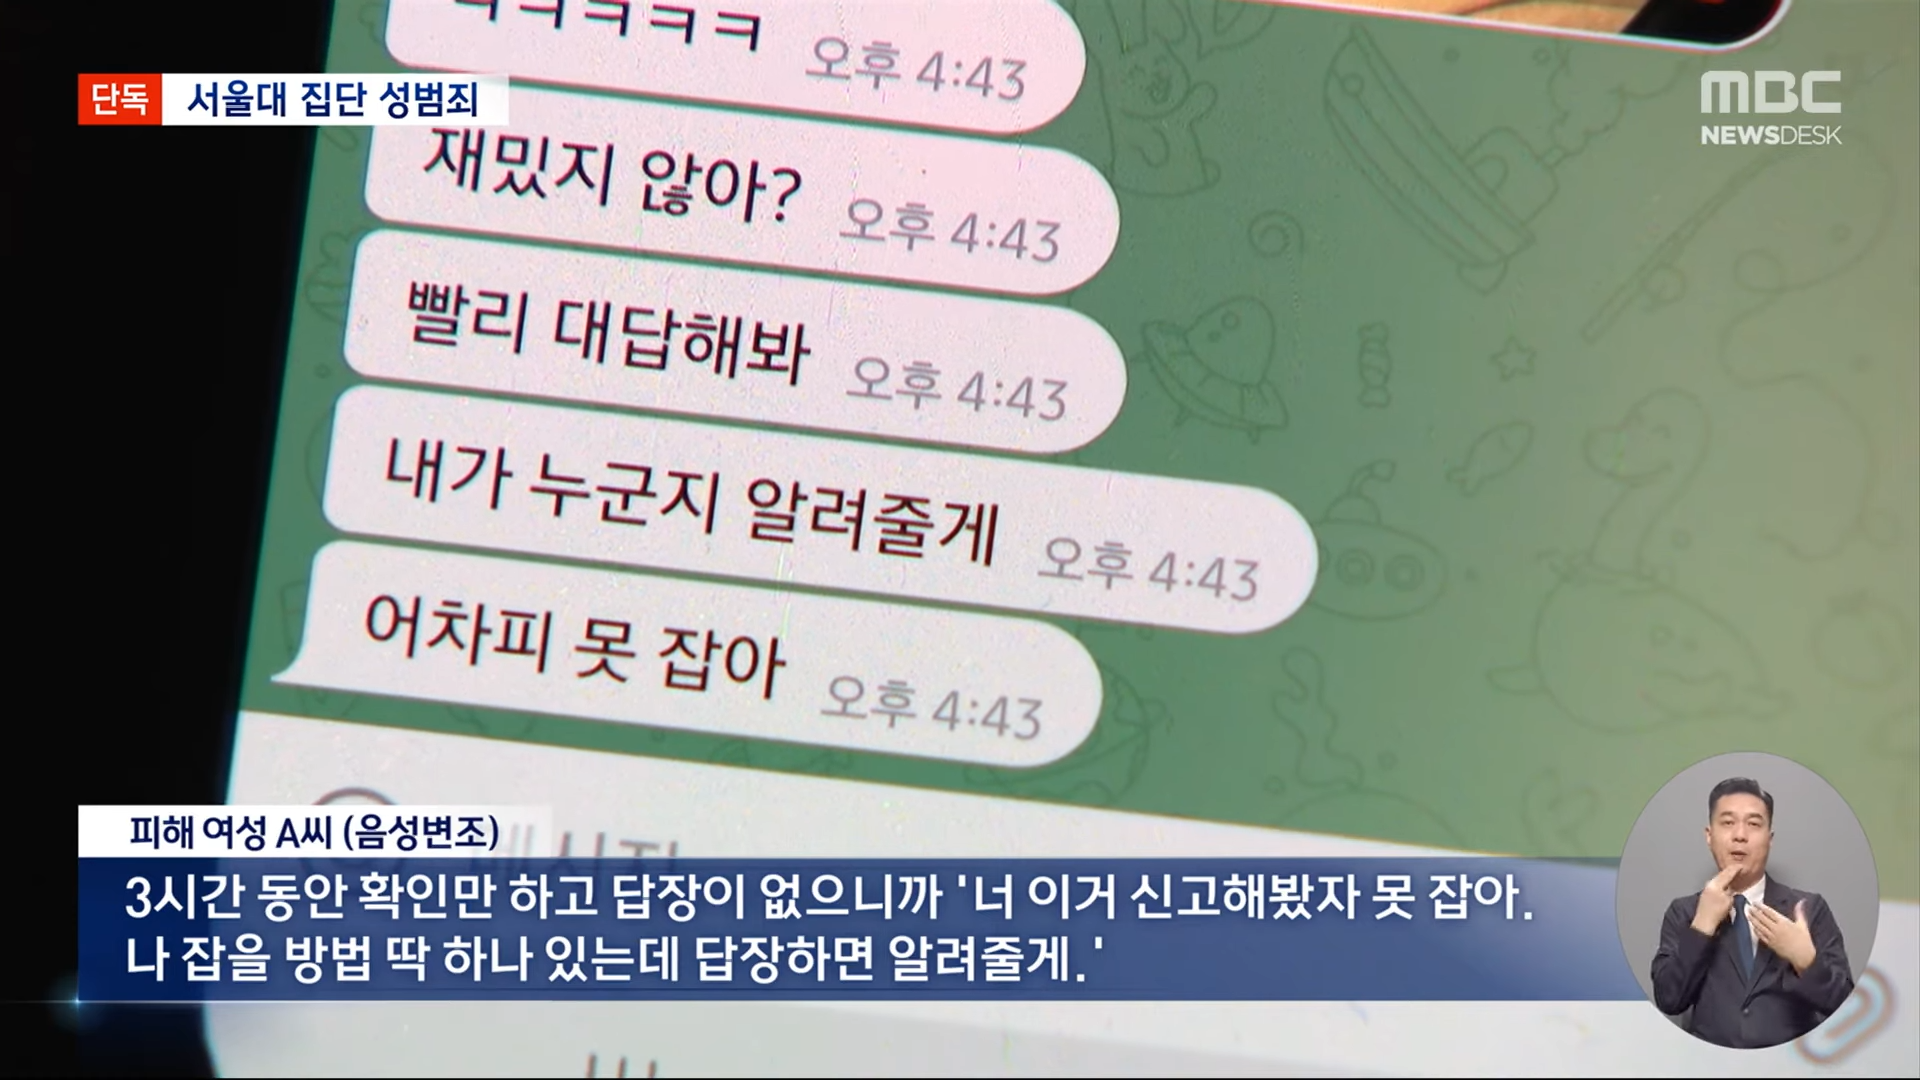 단독 서울대 집단 성범죄
MBC
NEWSDESK
ㅋㅋㅋㅋㅋ 오후 4:43
재밌지 않아? 오후 4:43
빨리 대답해봐 오후 4:43
내가 누군지 알려줄게 오후 4:43
어차피 못 잡아 오후 4:43
피해 여성 A씨 (음성변조)
3시간 동안 확인만 하고 답장이 없으니까 '너 이거 신고해봤자 못 잡아.
나 잡을 방법 딱 하나 있는데 답장하면 알려줄게.'